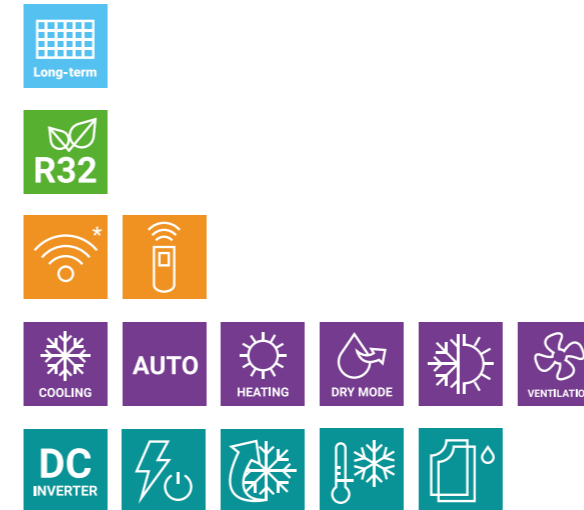 Long-term
R32
*
COOLING
AUTO
HEATING
DRY MODE
VENTILATIO
DC
INVERTER